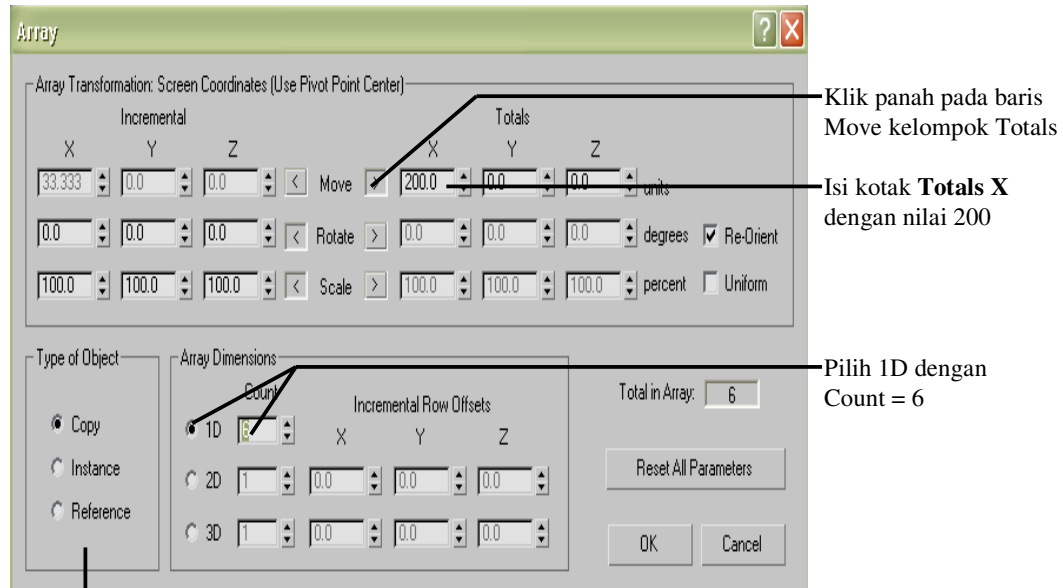 Array
Array Transformation: Screen Coordinates (Use Pivot Point Center)
Incremental Totals
X Y Z X Y Z
33.333 0.0 0.0 < Move > 200.0 0.0 0.0 units
0.0 0.0 0.0 < Rotate > 0.0 0.0 0.0 degrees Re-Orient
100.0 100.0 100.0 < Scale > 100.0 100.0 100.0 percent Uniform
Klik panah pada baris
Move kelompok Totals
Isi kotak Totals X
dengan nilai 200
Type of Object
Copy
Instance
Reference
Array Dimensions
Count
Incremental Row Offsets
1D 6 X Y Z
2D 1 0.0 0.0 0.0
3D 1 0.0 0.0 0.0
Total in Array: 6
Reset All Parameters
OK Cancel
Pilih 1D dengan
Count = 6